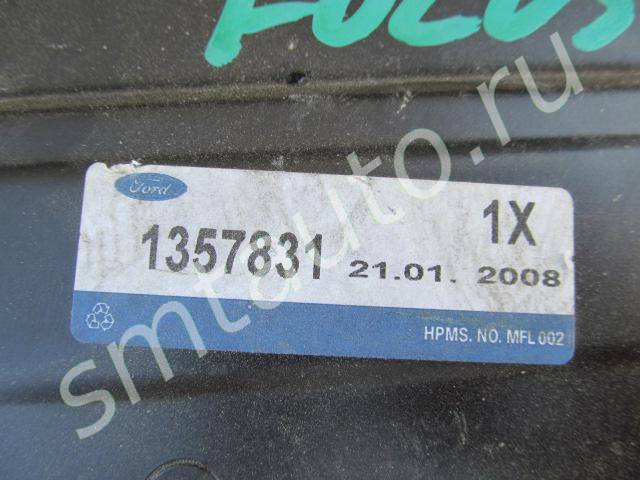 FOCUS
Ford
1X
1357831 21.01. 2008
HPMS. NO. MFL 002
smtauto.ru